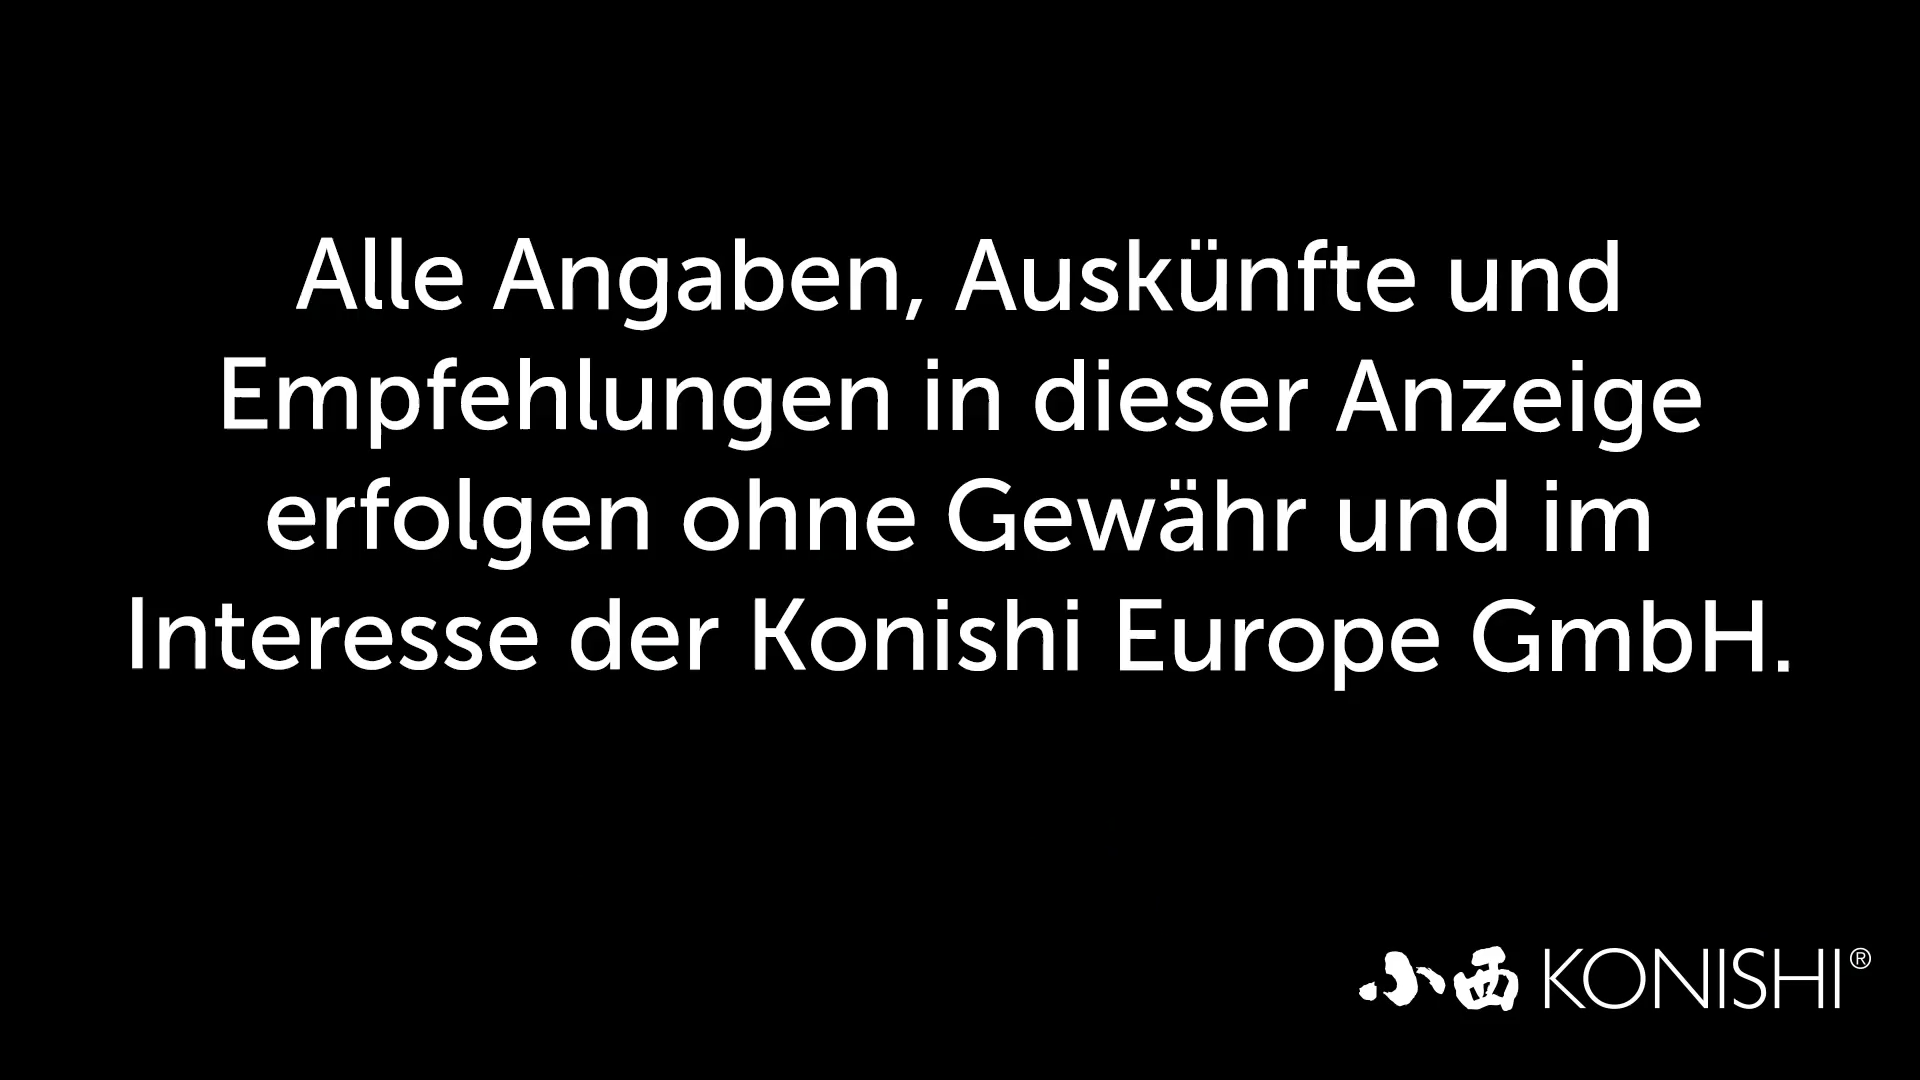 Alle Angaben, Auskünfte und
Empfehlungen in dieser Anzeige
erfolgen ohne Gewähr und im
Interesse der Konishi Europe GmbH.
小西 KONISHI®